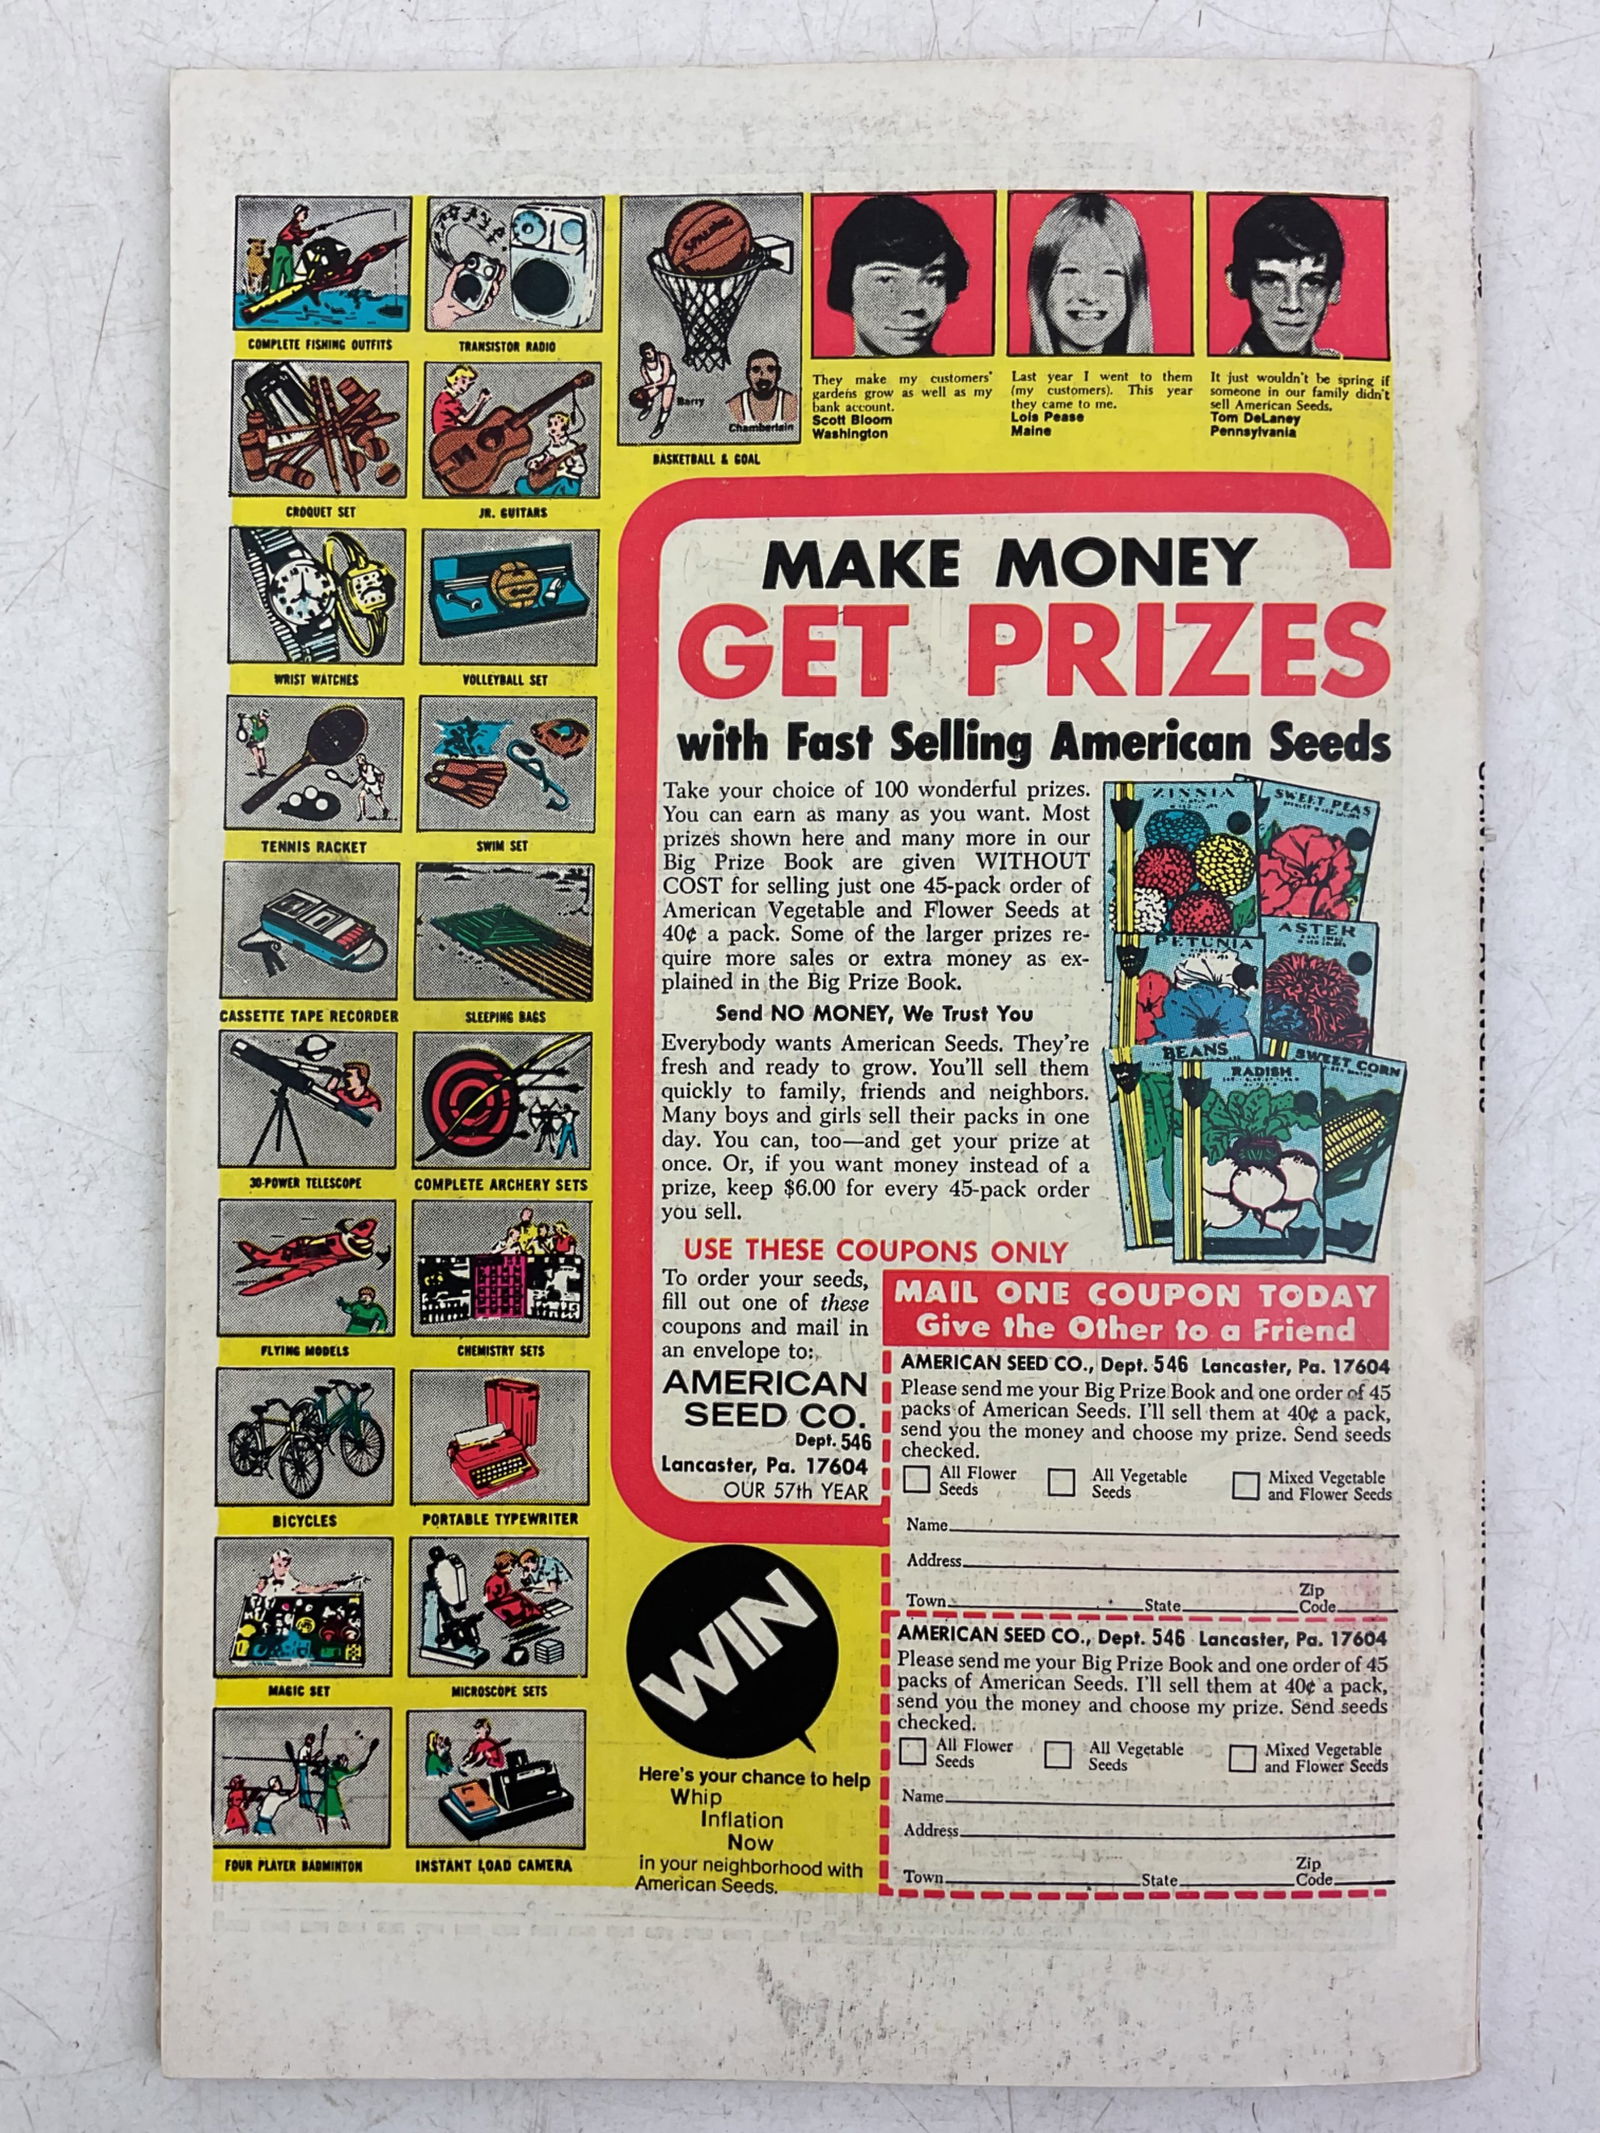 COMPLETE FISHING OUTFITS
TRANSISTOR RADIO
CROQUET SET
JR. GUITARS
WRIST WATCHES
VOLLEYBALL SET
TENNIS RACKET
SWIM SET
CASSETTE TAPE RECORDER
SLEEPING BAGS
30-POWER TELESCOPE
COMPLETE ARCHERY SETS
FLYING MODELS
CHEMISTRY SETS
BICYCLES
PORTABLE TYPEWRITER
MAGIC SET
MICROSCOPE SETS
FOUR PLAYER BADMINTON
INSTANT LOAD CAMERA
SPALDING
Barry
Chamberlain
BASKETBALL & GOAL
They make my customers'
gardens grow as well as my
bank account.
Scott Bloom
Washington
Last year I went to them
(my customers). This year
they came to me.
Lois Pease
Maine
It just wouldn't be spring if
someone in our family didn't
sell American Seeds.
Tom DeLaney
Pennsylvania
MAKE MONEY
GET PRIZES
with Fast Selling American Seeds
Take your choice of 100 wonderful prizes.
You can earn as many as you want. Most
prizes shown here and many more in our
Big Prize Book are given WITHOUT
COST for selling just one 45-pack order of
American Vegetable and Flower Seeds at
40¢ a pack. Some of the larger prizes re-
quire more sales or extra money as ex-
plained in the Big Prize Book.
Send NO MONEY, We Trust You
Everybody wants American Seeds. They're
fresh and ready to grow. You'll sell them
quickly to family, friends and neighbors.
Many boys and girls sell their packs in one
day. You can, too—and get your prize at
once. Or, if you want money instead of a
prize, keep $6.00 for every 45-pack order
you sell.
ZINNIA
SWEET PEAS
PETUNIA
ASTER
BEANS
RADISH
SWEET CORN
USE THESE COUPONS ONLY
To order your seeds,
fill out one of these
coupons and mail in
an envelope to:
AMERICAN
SEED CO.
Dept. 546
Lancaster, Pa. 17604
OUR 57th YEAR
MAIL ONE COUPON TODAY
Give the Other to a Friend
AMERICAN SEED CO., Dept. 546 Lancaster, Pa. 17604
Please send me your Big Prize Book and one order of 45
packs of American Seeds. I'll sell them at 40¢ a pack,
send you the money and choose my prize. Send seeds
checked.
All Flower Seeds All Vegetable Seeds Mixed Vegetable and Flower Seeds
Name
Address
Town State Zip Code
AMERICAN SEED CO., Dept. 546 Lancaster, Pa. 17604
Please send me your Big Prize Book and one order of 45
packs of American Seeds. I'll sell them at 40¢ a pack,
send you the money and choose my prize. Send seeds
checked.
All Flower Seeds All Vegetable Seeds Mixed Vegetable and Flower Seeds
Name
Address
Town State Zip Code
WIN
Here's your chance to help
Whip
Inflation
Now
in your neighborhood with
American Seeds.